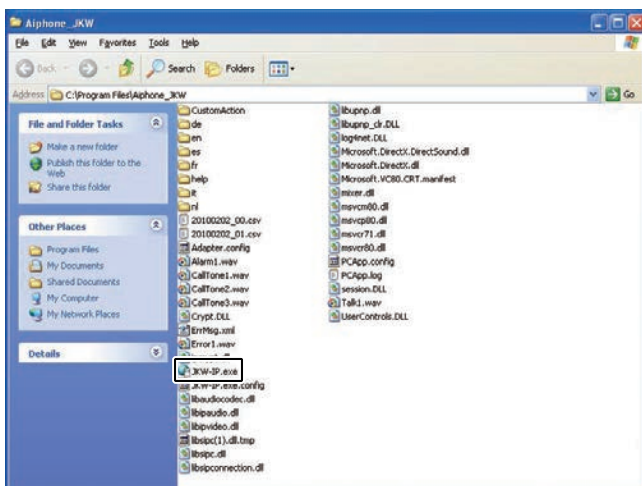 Aiphone_JKW
File Edit View Favorites Tools Help
Back Search Folders
Address C:\Program Files\Aiphone_JKW Go
File and Folder Tasks
Make a new folder
Publish this folder to the Web
Share this folder
Other Places
Program Files
My Documents
Shared Documents
My Computer
My Network Places
Details
CustomAction
de
en
es
fr
help
it
nl
20100202_00.csv
20100202_01.csv
Adapter.config
Alarm1.wav
CallTone1.wav
CallTone2.wav
CallTone3.wav
Crypt.DLL
ErrMsg.xml
Error1.wav
JKW-IP.exe
JKW-IP.exe.config
libaudiocodec.dll
libipaudio.dll
libipvideo.dll
libsipc(1).dll.tmp
libsipc.dll
libsipconnection.dll
libupnp.dll
libupnp_clr.DLL
log4net.DLL
Microsoft.DirectX.DirectSound.dll
Microsoft.DirectX.dll
Microsoft.VC80.CRT.manifest
mixer.dll
msvcm80.dll
msvcp80.dll
msvcr71.dll
msvcr80.dll
PCApp.config
PCApp.log
session.DLL
Talk1.wav
UserControls.DLL